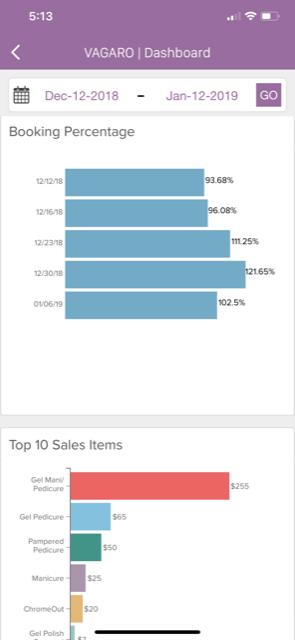 5:13
VAGARO | Dashboard
Dec-12-2018 - Jan-12-2019 GO
Booking Percentage
12/12/18 93.68%
12/16/18 96.08%
12/23/18 111.25%
12/30/18 121.65%
01/06/19 102.5%
Top 10 Sales Items
Gel Mani/
Pedicure $255
Gel Pedicure $65
Pampered
Pedicure $50
Manicure $25
ChromeOut $20
Gel Polish